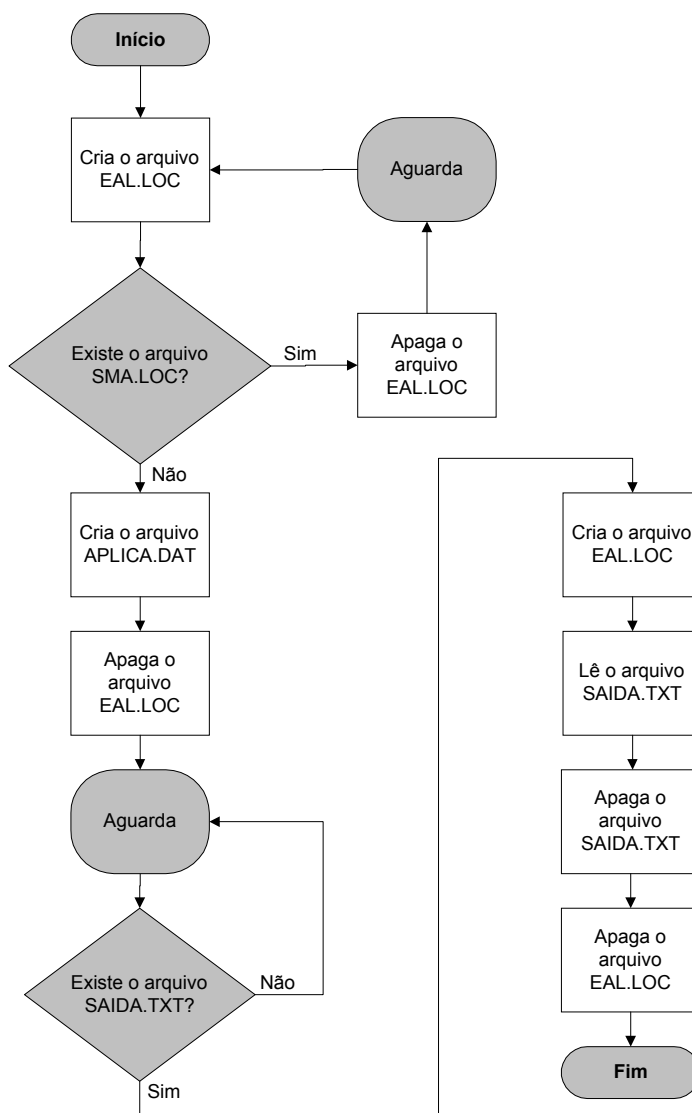 Início
Cria o arquivo
EAL.LOC
Aguarda
Existe o arquivo
SMA.LOC?
Sim
Apaga o
arquivo
EAL.LOC
Não
Cria o arquivo
APLICA.DAT
Apaga o
arquivo
EAL.LOC
Aguarda
Existe o arquivo
SAIDA.TXT?
Não
Sim
Cria o arquivo
EAL.LOC
Lê o arquivo
SAIDA.TXT
Apaga o
arquivo
SAIDA.TXT
Apaga o
arquivo
EAL.LOC
Fim